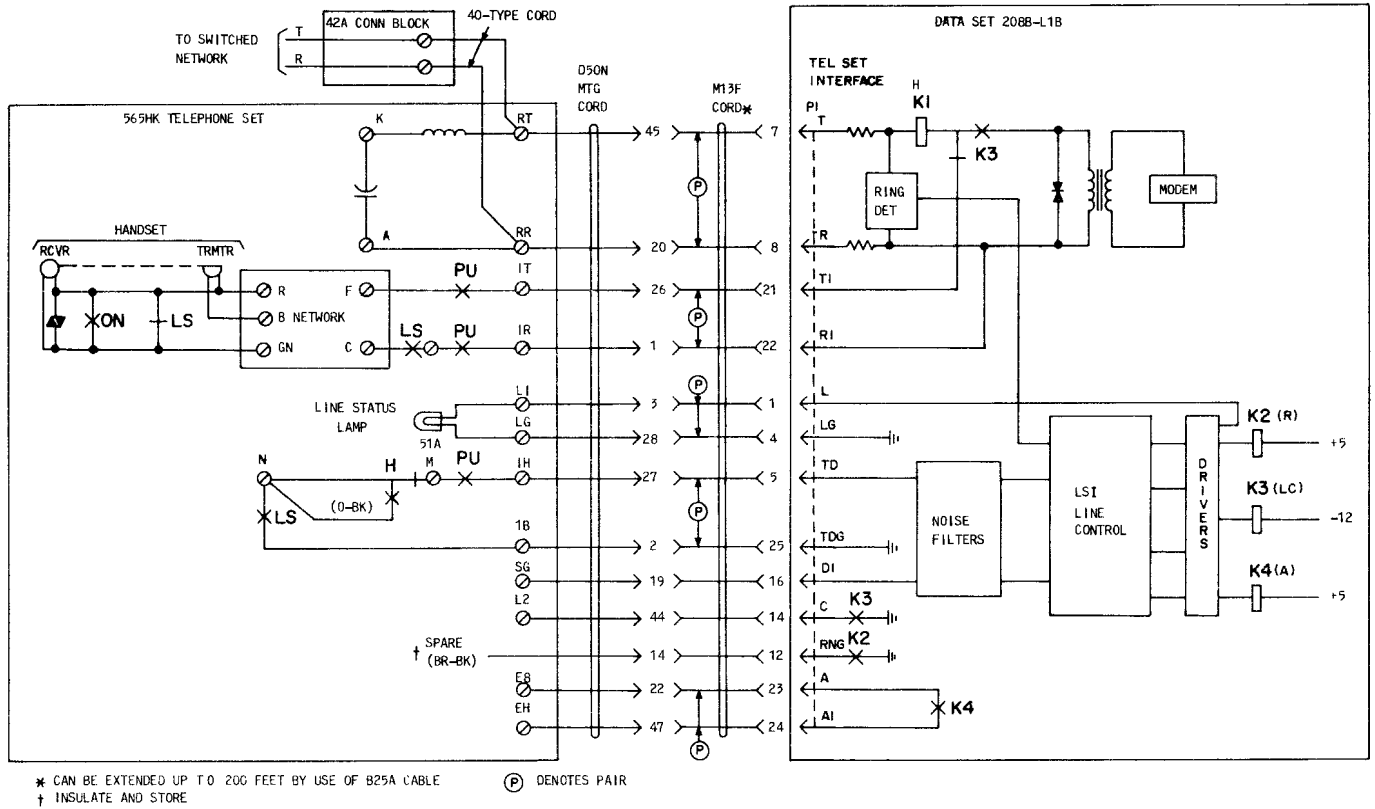 42A CONN BLOCK
40-TYPE CORD
DATA SET 208B-L1B
TO SWITCHED
NETWORK
T
R
D50N
MTG
CORD
M13F
CORD*
TEL SET
INTERFACE
P1
565HK TELEPHONE SET
K
RT
45
7
T
H
K1
K3
P
RING
DET
MODEM
A
RR
20
8
R
HANDSET
RCVR
TRMTR
ON
LS
R
B NETWORK
GN
F
C
PU
IT
26
21
TI
P
LS
PU
IR
1
22
RI
LINE STATUS
LAMP
51A
LI
3
1
L
P
LG
28
4
LG
N
H
M
PU
IH
27
5
TD
(O-BK)
LS
P
1B
2
25
TDG
SG
19
16
DI
L2
44
14
C
K3
† SPARE
(BR-BK)
14
12
RNG
K2
E8
22
23
A
K4
EH
47
24
AI
P
NOISE
FILTERS
LSI
LINE
CONTROL
DRIVERS
K2 (R)
+5
K3 (LC)
-12
K4 (A)
+5
* CAN BE EXTENDED UP TO 200 FEET BY USE OF B25A CABLE
P DENOTES PAIR
† INSULATE AND STORE